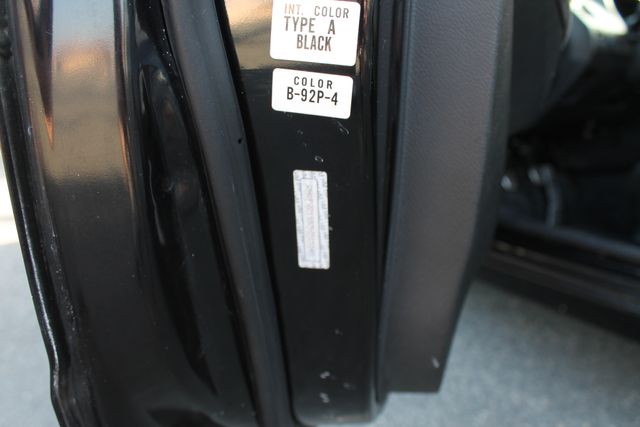 INT. COLOR
TYPE A
BLACK
COLOR
B-92P-4